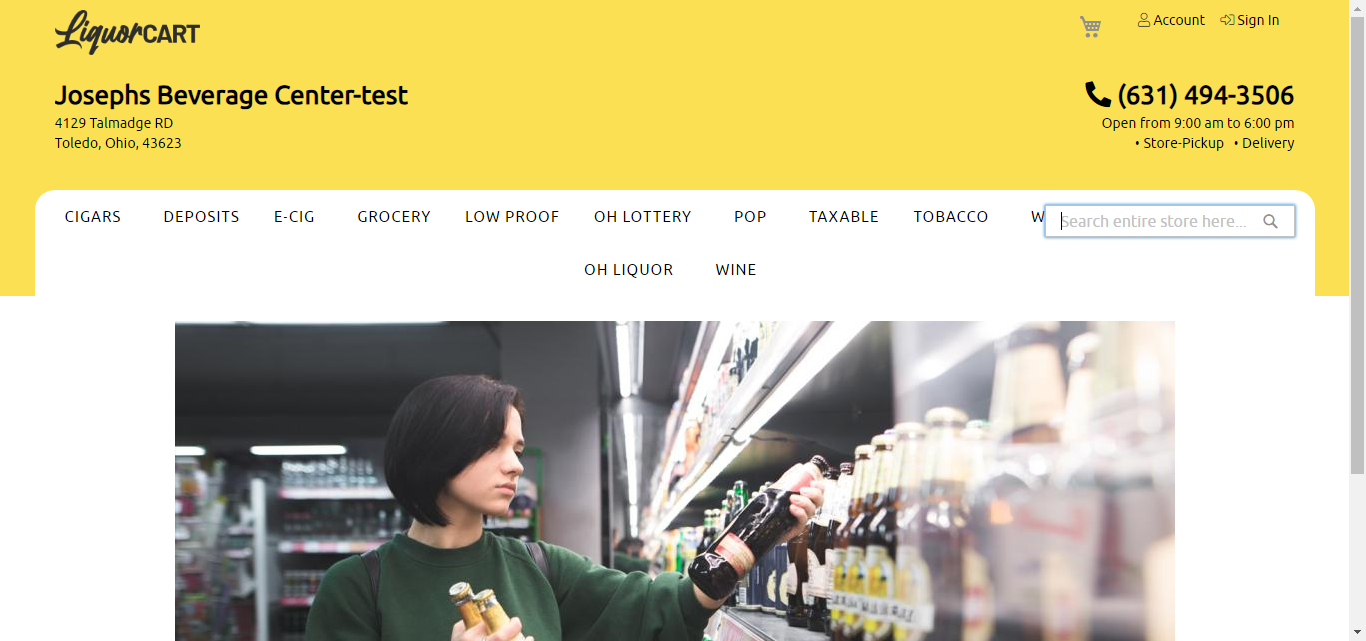 LiquorCART
Account
Sign In
Josephs Beverage Center-test
(631) 494-3506
4129 Talmadge RD
Open from 9:00 am to 6:00 pm
Toledo, Ohio, 43623
• Store-Pickup • Delivery
CIGARS DEPOSITS E-CIG GROCERY LOW PROOF OH LOTTERY POP TAXABLE TOBACCO
Search entire store here...
OH LIQUOR WINE